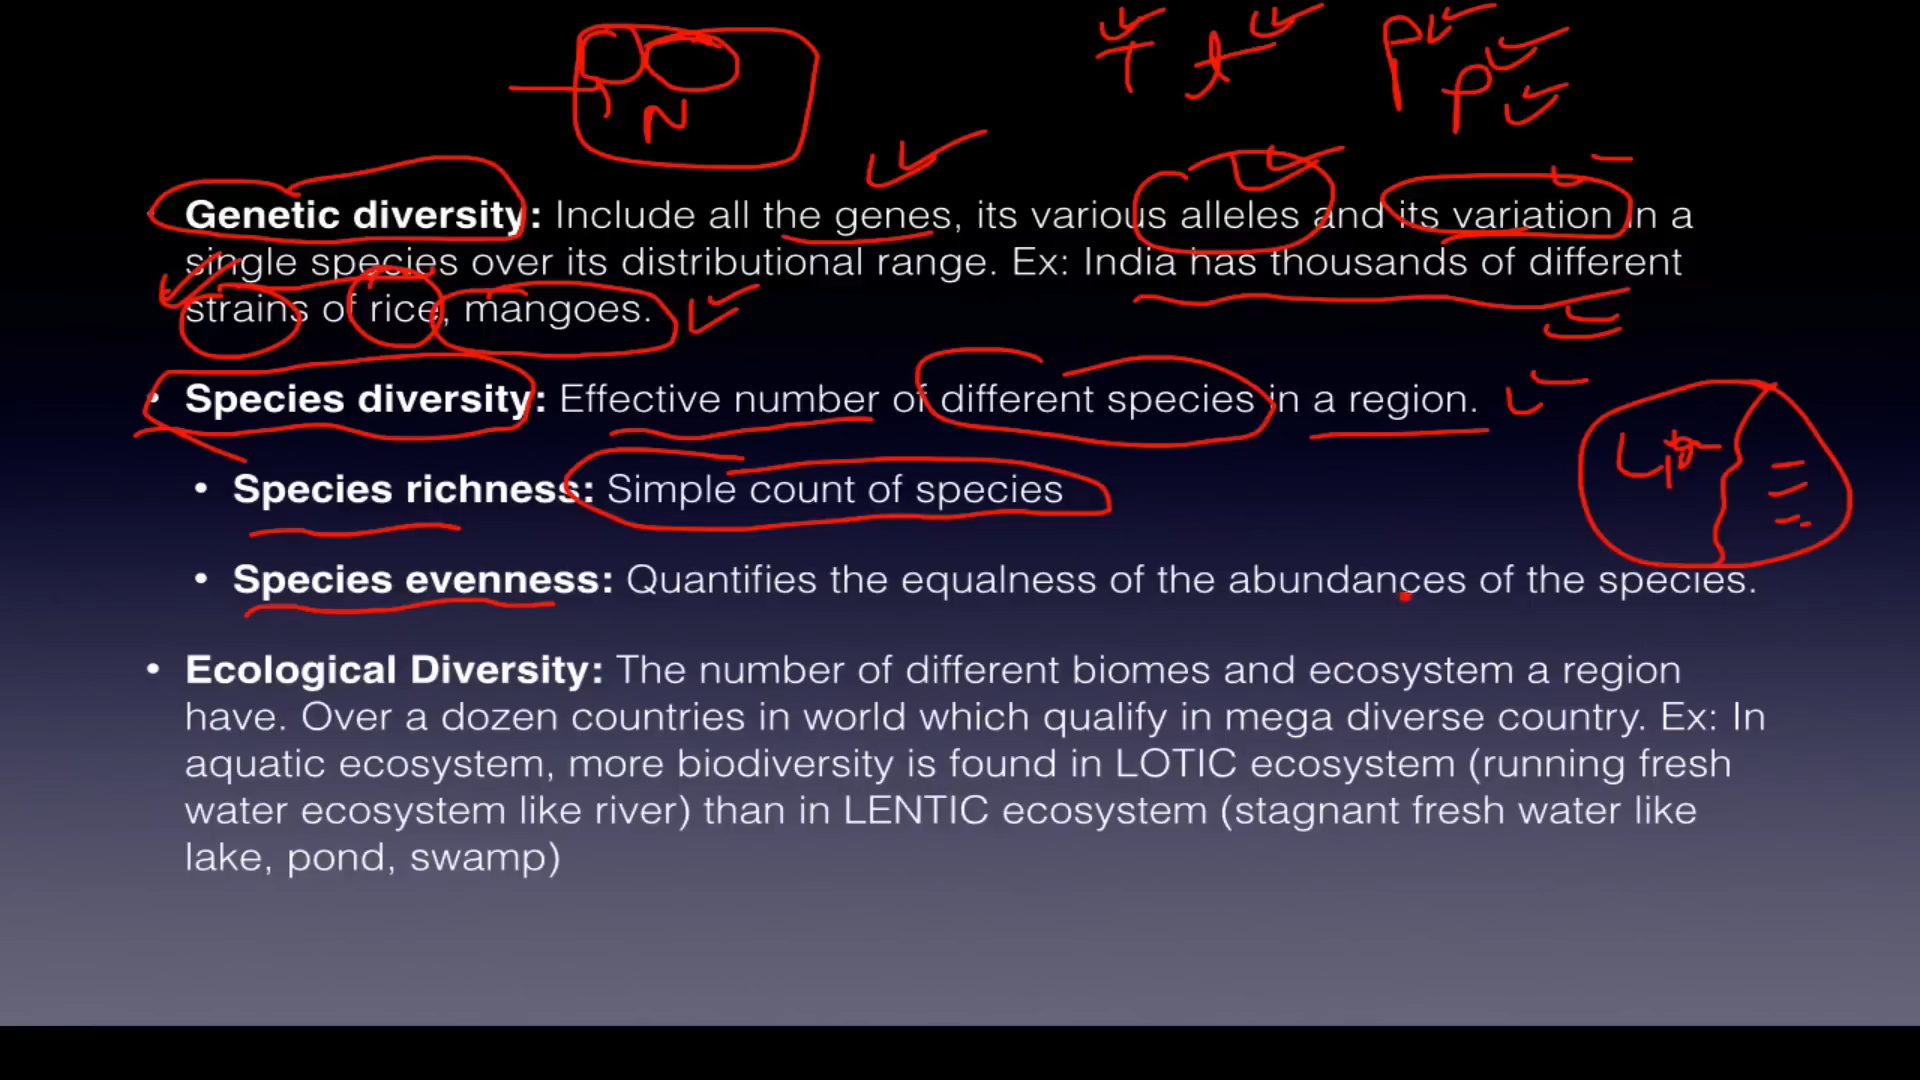 N
T t P
P
• Genetic diversity: Include all the genes, its various alleles and its variation in a
single species over its distributional range. Ex: India has thousands of different
strains of rice, mangoes.
• Species diversity: Effective number of different species in a region.
• Species richness: Simple count of species
• Species evenness: Quantifies the equalness of the abundances of the species.
• Ecological Diversity: The number of different biomes and ecosystem a region
have. Over a dozen countries in world which qualify in mega diverse country. Ex: In
aquatic ecosystem, more biodiversity is found in LOTIC ecosystem (running fresh
water ecosystem like river) than in LENTIC ecosystem (stagnant fresh water like
lake, pond, swamp)